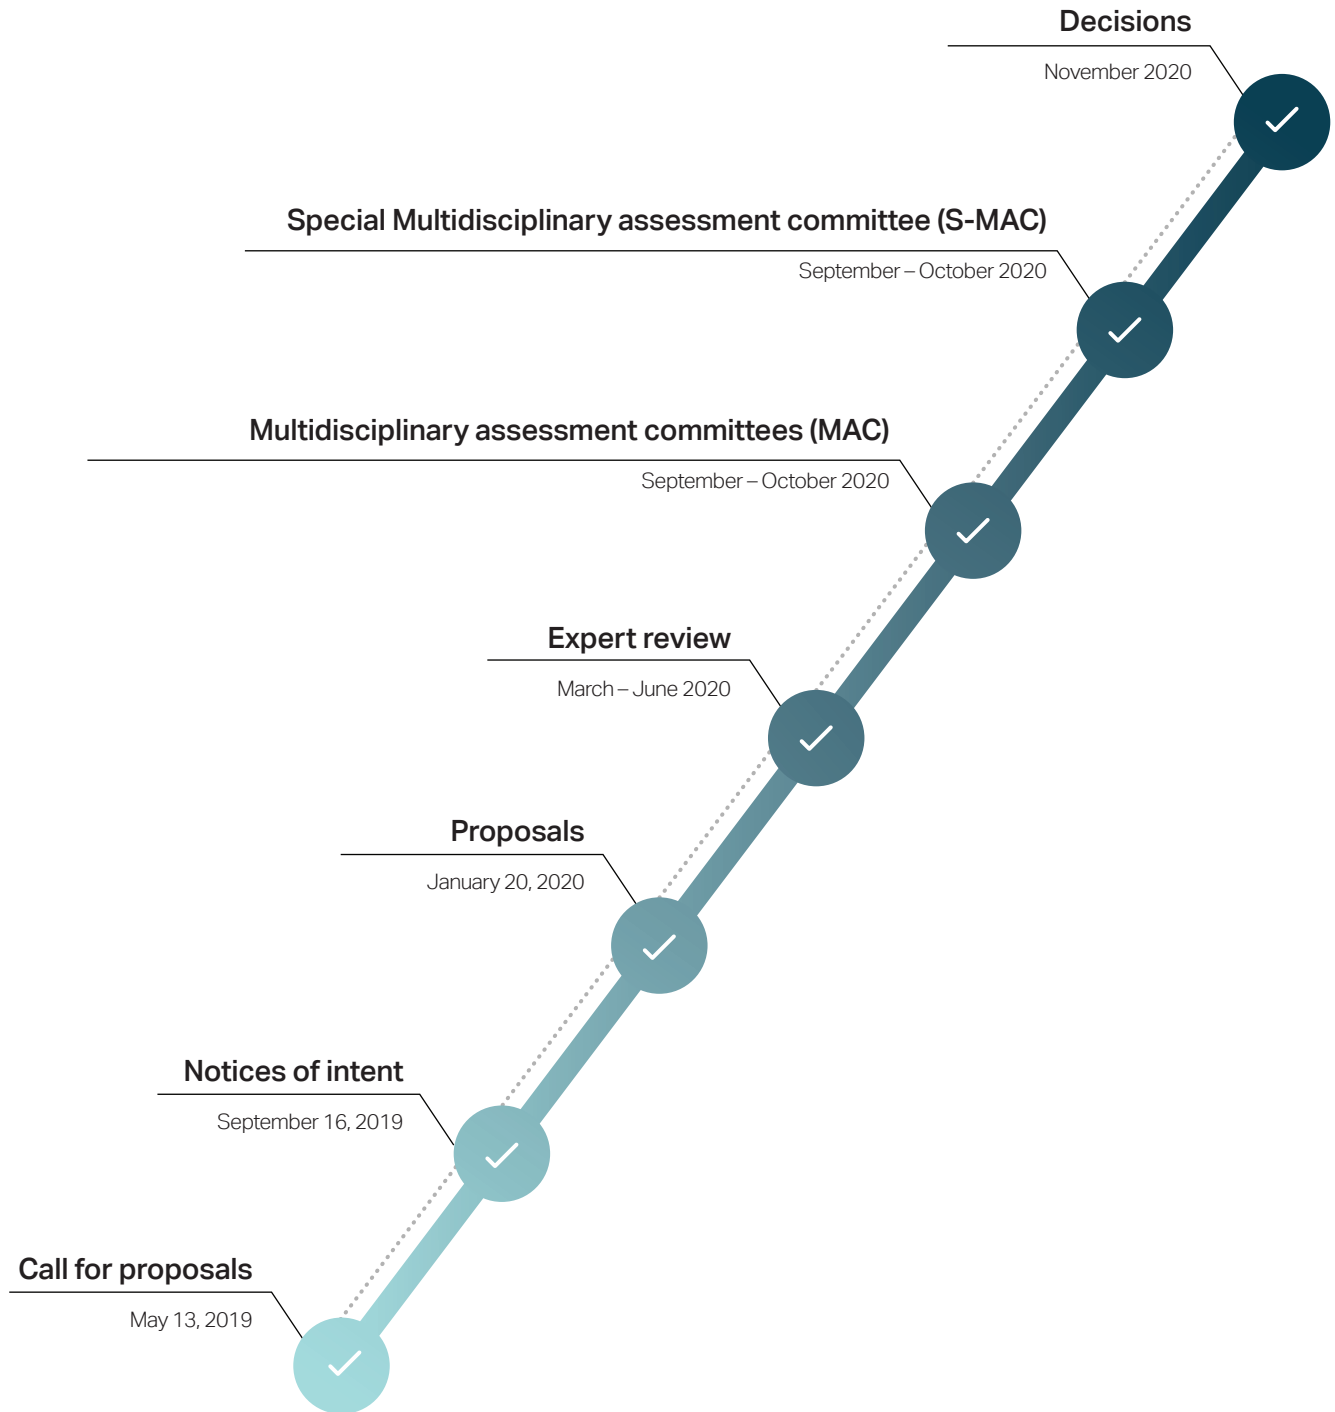 Decisions
November 2020
Special Multidisciplinary assessment committee (S-MAC)
September – October 2020
Multidisciplinary assessment committees (MAC)
September – October 2020
Expert review
March – June 2020
Proposals
January 20, 2020
Notices of intent
September 16, 2019
Call for proposals
May 13, 2019